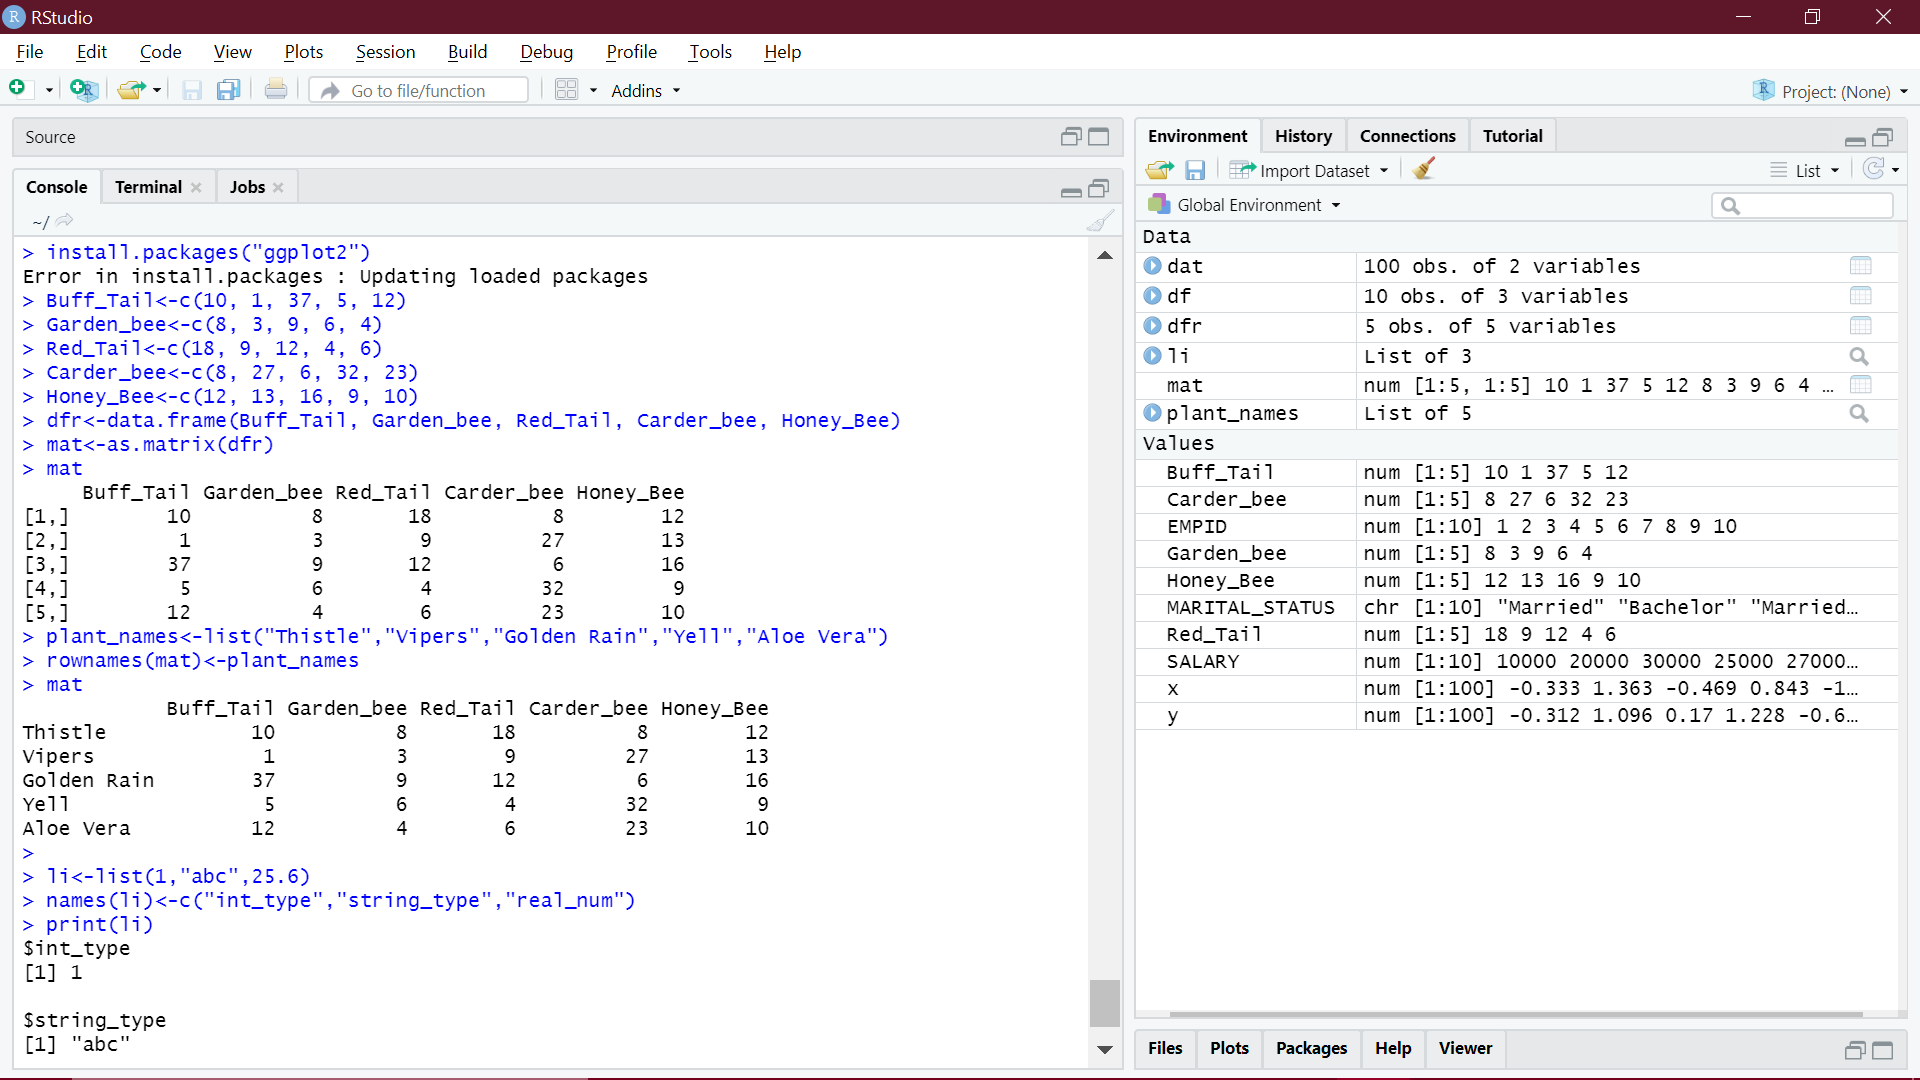 RStudio
File Edit Code View Plots Session Build Debug Profile Tools Help
Go to file/function Addins Project: (None)
Source
Console Terminal Jobs
~/
> install.packages("ggplot2")
Error in install.packages : Updating loaded packages
> Buff_Tail<-c(10, 1, 37, 5, 12)
> Garden_bee<-c(8, 3, 9, 6, 4)
> Red_Tail<-c(18, 9, 12, 4, 6)
> Carder_bee<-c(8, 27, 6, 32, 23)
> Honey_Bee<-c(12, 13, 16, 9, 10)
> dfr<-data.frame(Buff_Tail, Garden_bee, Red_Tail, Carder_bee, Honey_Bee)
> mat<-as.matrix(dfr)
> mat
Buff_Tail Garden_bee Red_Tail Carder_bee Honey_Bee
[1,] 10 8 18 8 12
[2,] 1 3 9 27 13
[3,] 37 9 12 6 16
[4,] 5 6 4 32 9
[5,] 12 4 6 23 10
> plant_names<-list("Thistle","Vipers","Golden Rain","Yell","Aloe Vera")
> rownames(mat)<-plant_names
> mat
Buff_Tail Garden_bee Red_Tail Carder_bee Honey_Bee
Thistle 10 8 18 8 12
Vipers 1 3 9 27 13
Golden Rain 37 9 12 6 16
Yell 5 6 4 32 9
Aloe Vera 12 4 6 23 10
>
> li<-list(1,"abc",25.6)
> names(li)<-c("int_type","string_type","real_num")
> print(li)
$int_type
[1] 1
$string_type
[1] "abc"
Environment History Connections Tutorial
Import Dataset List
Global Environment
Data
dat 100 obs. of 2 variables
df 10 obs. of 3 variables
dfr 5 obs. of 5 variables
li List of 3
mat num [1:5, 1:5] 10 1 37 5 12 8 3 9 6 4 ...
plant_names List of 5
Values
Buff_Tail num [1:5] 10 1 37 5 12
Carder_bee num [1:5] 8 27 6 32 23
EMPID num [1:10] 1 2 3 4 5 6 7 8 9 10
Garden_bee num [1:5] 8 3 9 6 4
Honey_Bee num [1:5] 12 13 16 9 10
MARITAL_STATUS chr [1:10] "Married" "Bachelor" "Married…
Red_Tail num [1:5] 18 9 12 4 6
SALARY num [1:10] 10000 20000 30000 25000 27000…
x num [1:100] -0.333 1.363 -0.469 0.843 -1…
y num [1:100] -0.312 1.096 0.17 1.228 -0.6…
Files Plots Packages Help Viewer